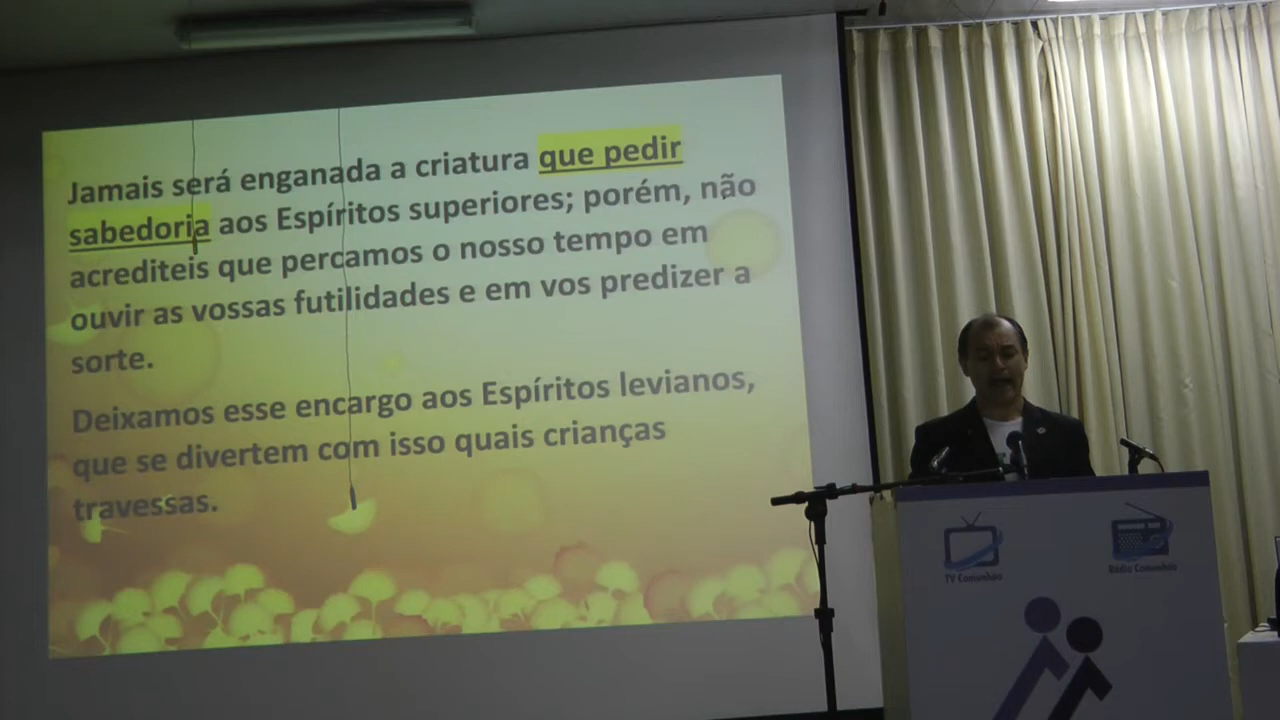 Jamais será enganada a criatura que pedir
sabedoria aos Espíritos superiores; porém, não
acrediteis que percamos o nosso tempo em
ouvir as vossas futilidades e em vos predizer a
sorte.
Deixamos esse encargo aos Espíritos levianos,
que se divertem com isso quais crianças
travessas.
TV Comunhão
Rádio Comunhão